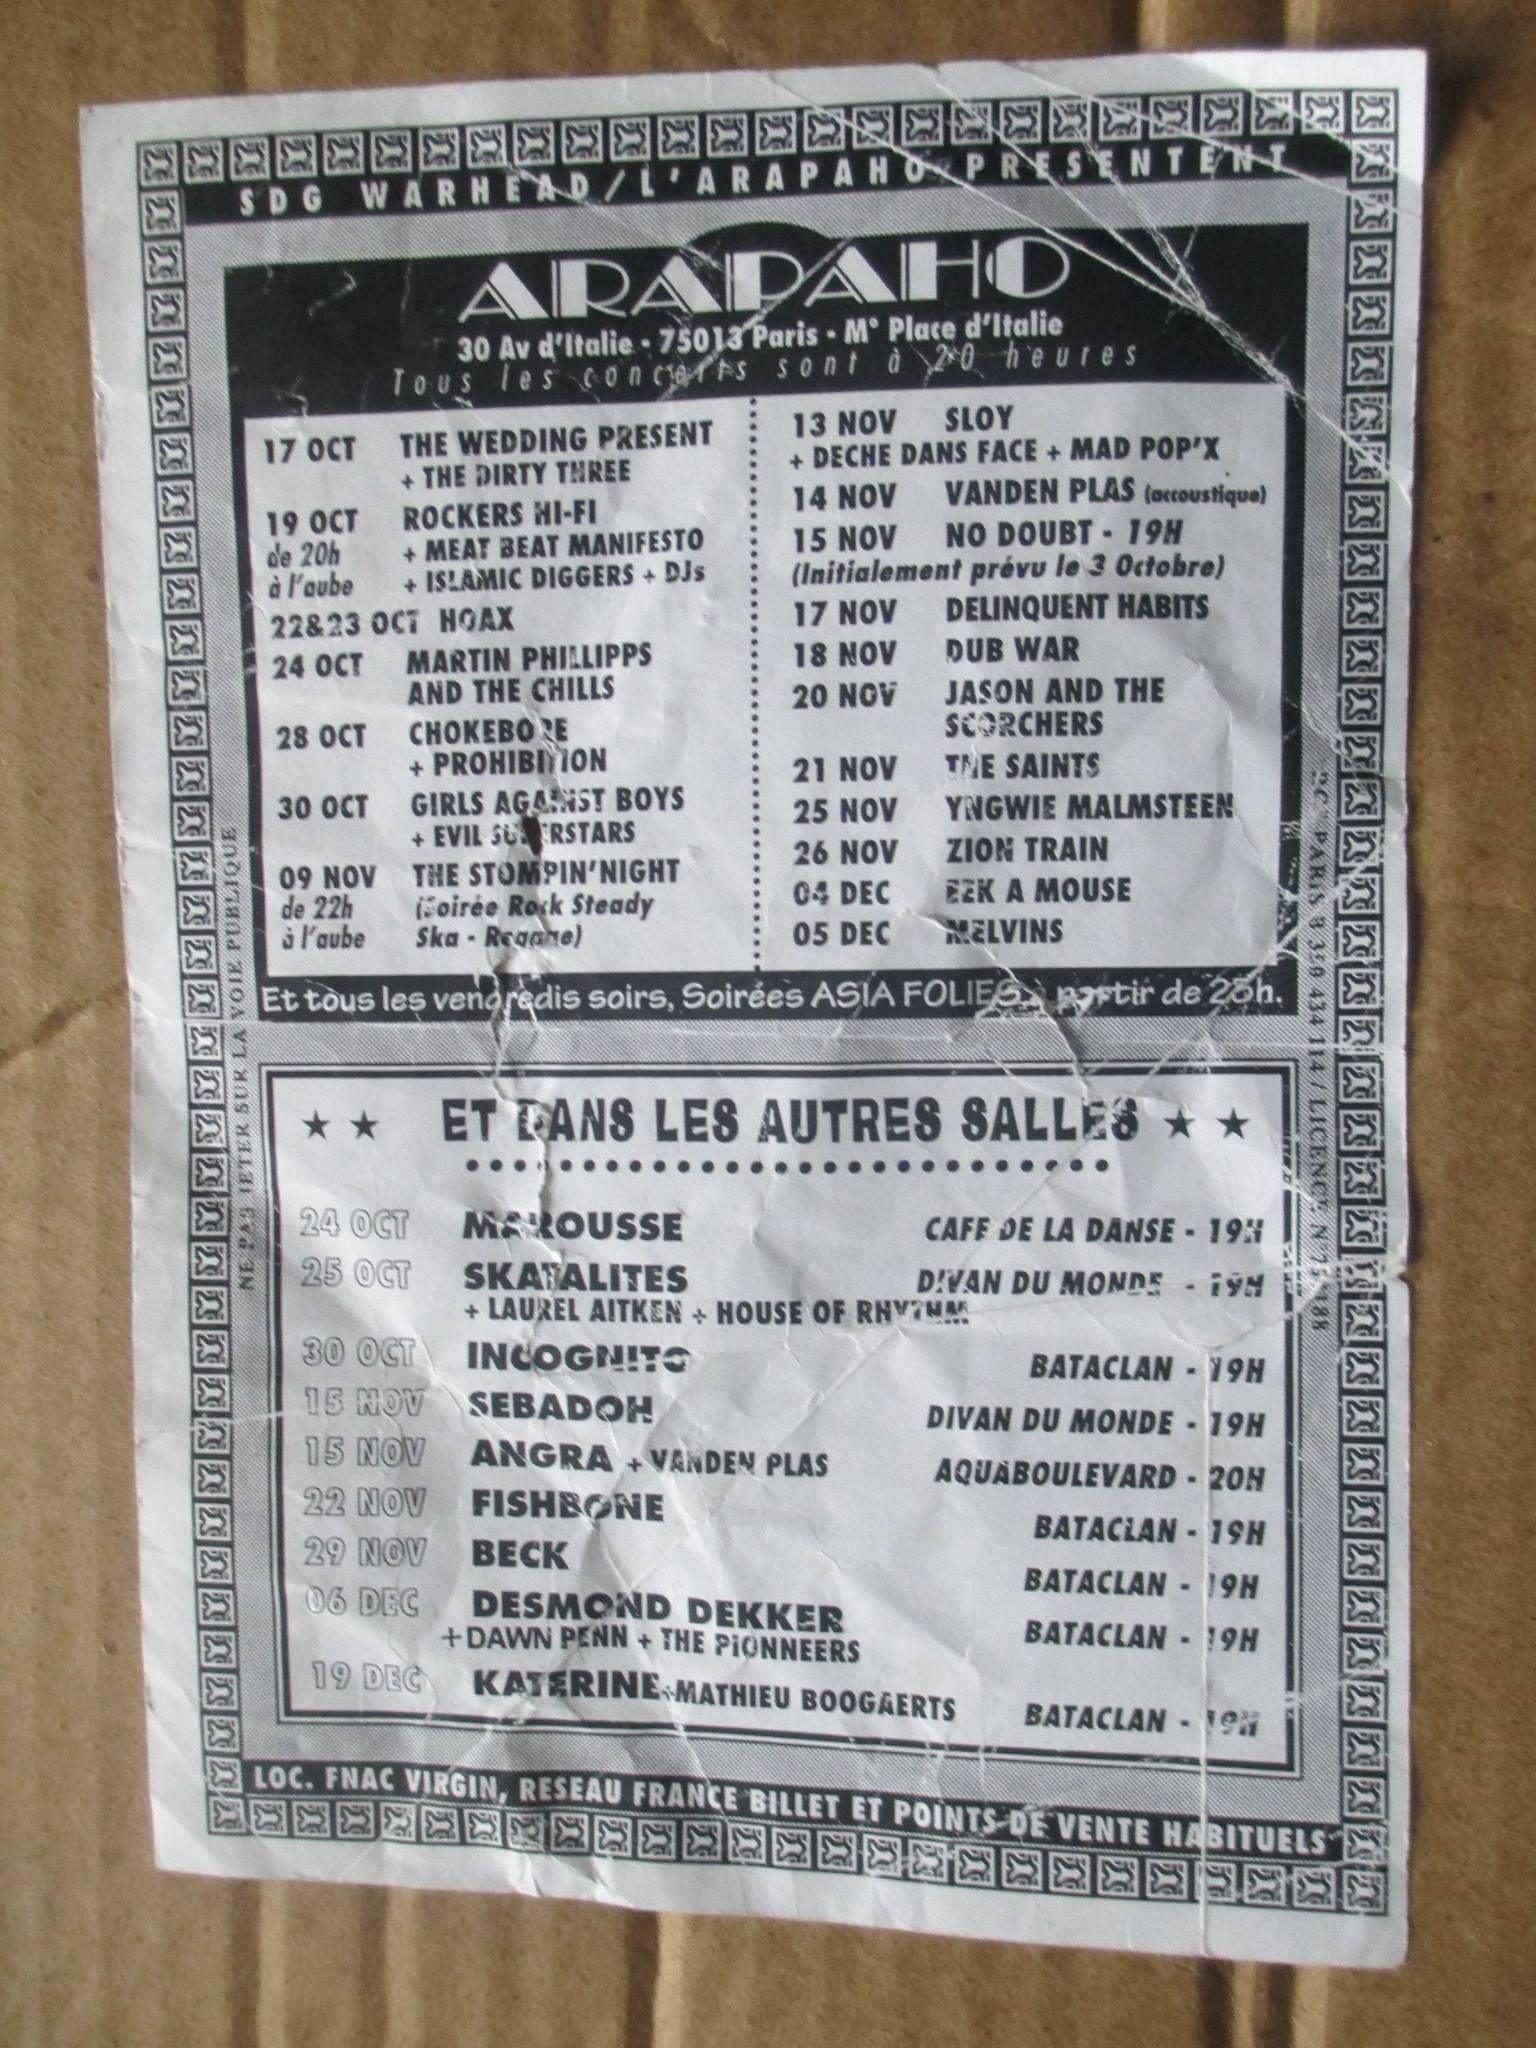 SDG WARHEAD/L'ARAPAHO PRESENTENT
ARAPAHO
30 Av d'Italie - 75013 Paris - M° Place d'Italie
Tous les concerts sont à 20 heures
17 OCT THE WEDDING PRESENT
+ THE DIRTY THREE
19 OCT ROCKERS HI-FI
de 20h + MEAT BEAT MANIFESTO
à l'aube + ISLAMIC DIGGERS + DJs
22&23 OCT HOAX
24 OCT MARTIN PHILLIPPS
AND THE CHILLS
28 OCT CHOKEBORE
+ PROHIBITION
30 OCT GIRLS AGAINST BOYS
+ EVIL SUPERSTARS
09 NOV THE STOMPIN'NIGHT
de 22h (Soirée Rock Steady
à l'aube Ska - Reggae)
13 NOV SLOY
+ DECHE DANS FACE + MAD POP'X
14 NOV VANDEN PLAS (accoustique)
15 NOV NO DOUBT - 19H
(Initialement prévu le 3 Octobre)
17 NOV DELINQUENT HABITS
18 NOV DUB WAR
20 NOV JASON AND THE
SCORCHERS
21 NOV THE SAINTS
25 NOV YNGWIE MALMSTEEN
26 NOV ZION TRAIN
04 DEC EEK A MOUSE
05 DEC MELVINS
Et tous les vendredis soirs, Soirées ASIA FOLIES à partir de 23h.
ET DANS LES AUTRES SALLES
24 OCT MAROUSSE CAFE DE LA DANSE - 19H
25 OCT SKATALITES DIVAN DU MONDE - 19H
+ LAUREL AITKEN + HOUSE OF RHYTHM
30 OCT INCOGNITO BATACLAN - 19H
15 NOV SEBADOH DIVAN DU MONDE - 19H
15 NOV ANGRA + VANDEN PLAS AQUABOULEVARD - 20H
22 NOV FISHBONE BATACLAN - 19H
29 NOV BECK BATACLAN - 19H
06 DEC DESMOND DEKKER BATACLAN - 19H
+ DAWN PENN + THE PIONNEERS
19 DEC KATERINE+MATHIEU BOOGAERTS BATACLAN - 19H
LOC. FNAC VIRGIN, RESEAU FRANCE BILLET ET POINTS DE VENTE HABITUELS
NE PAS JETER SUR LA VOIE PUBLIQUE
PARIS B 350 434 114 / LICENCE